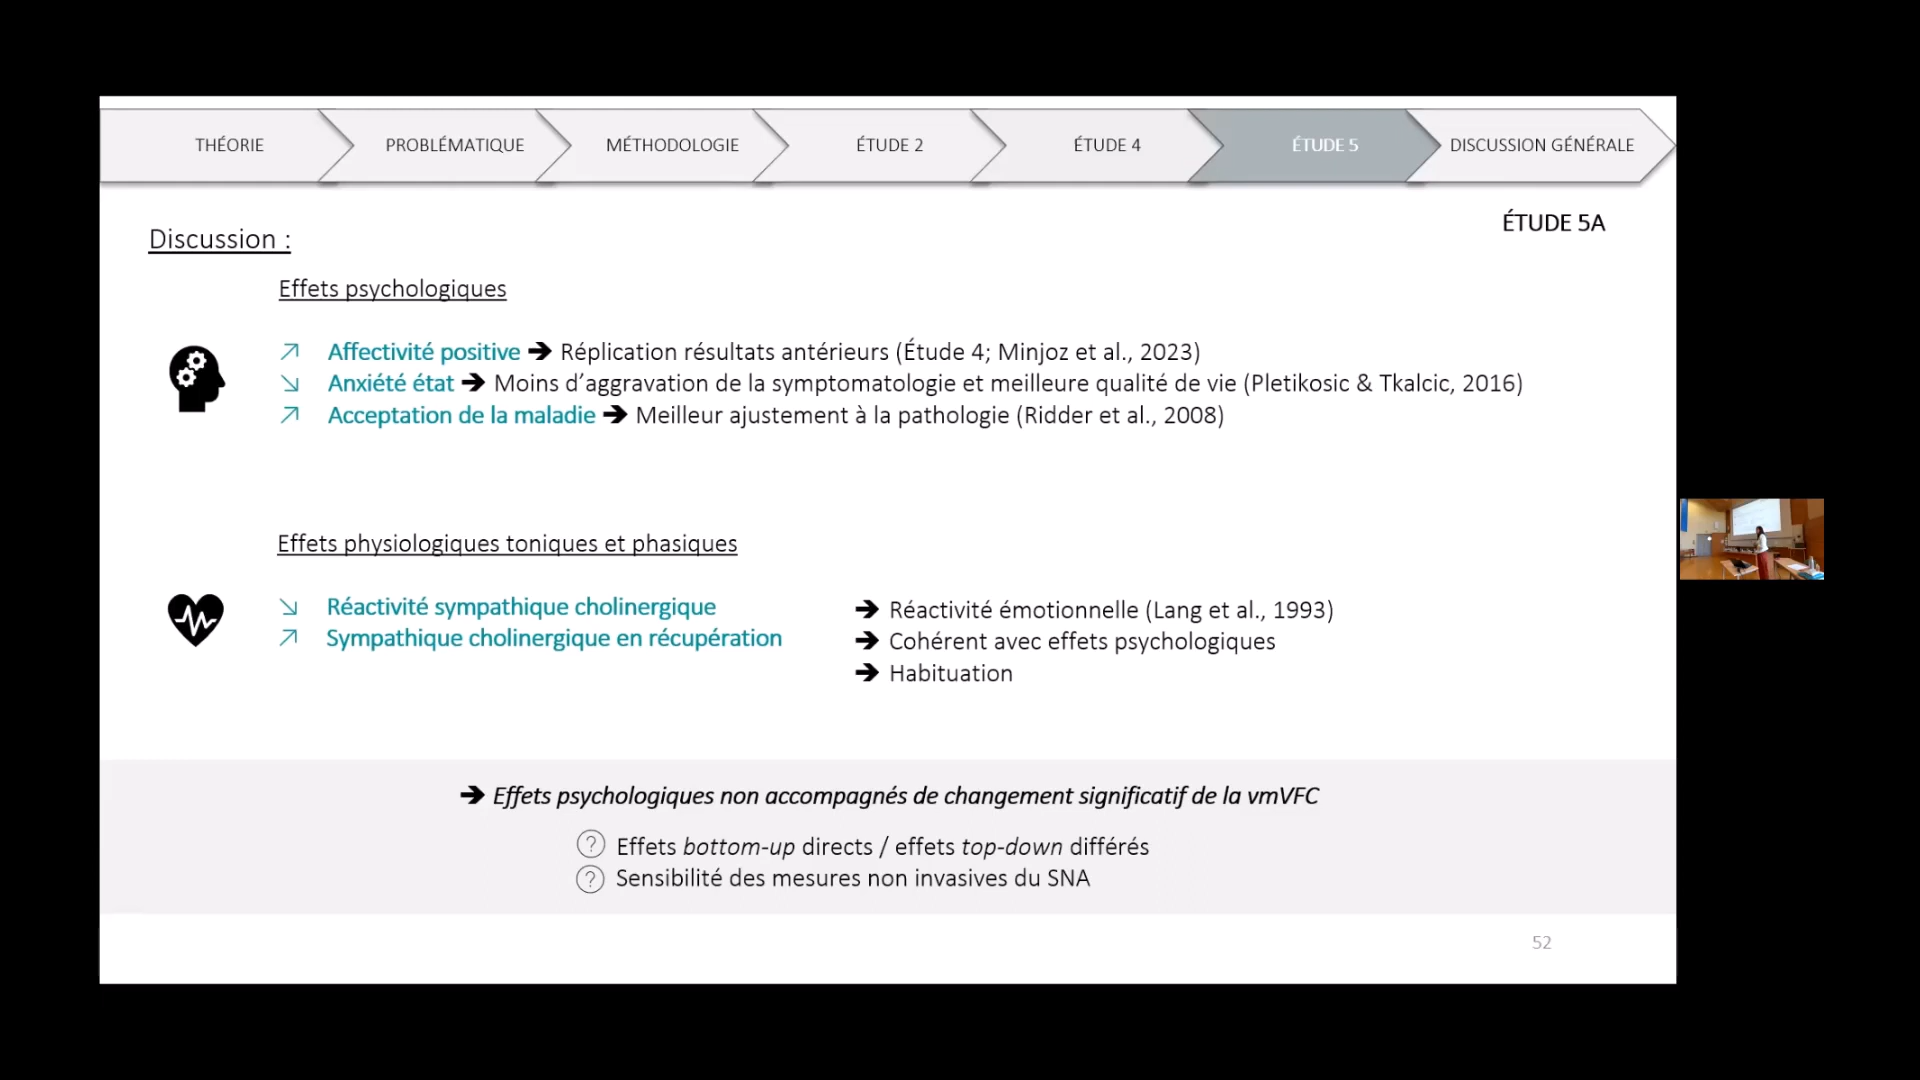 THÉORIE
PROBLÉMATIQUE
MÉTHODOLOGIE
ÉTUDE 2
ÉTUDE 4
ÉTUDE 5
DISCUSSION GÉNÉRALE
ÉTUDE 5A
Discussion :
Effets psychologiques
↗ Affectivité positive ➔ Réplication résultats antérieurs (Étude 4; Minjoz et al., 2023)
↘ Anxiété état ➔ Moins d’aggravation de la symptomatologie et meilleure qualité de vie (Pletikosic & Tkalcic, 2016)
↗ Acceptation de la maladie ➔ Meilleur ajustement à la pathologie (Ridder et al., 2008)
Effets physiologiques toniques et phasiques
↘ Réactivité sympathique cholinergique
↗ Sympathique cholinergique en récupération
➔ Réactivité émotionnelle (Lang et al., 1993)
➔ Cohérent avec effets psychologiques
➔ Habituation
➔ Effets psychologiques non accompagnés de changement significatif de la vmVFC
? Effets bottom-up directs / effets top-down différés
? Sensibilité des mesures non invasives du SNA
52